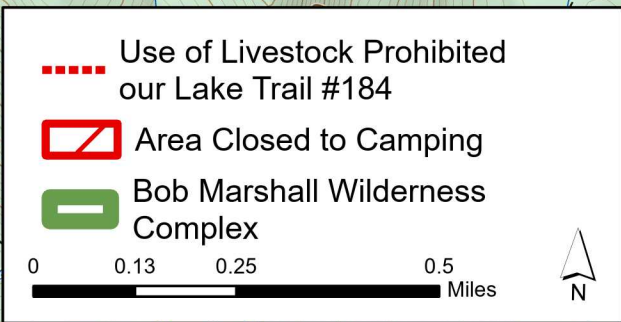 Use of Livestock Prohibited
our Lake Trail #184
Area Closed to Camping
Bob Marshall Wilderness
Complex
0 0.13 0.25 0.5
Miles
N